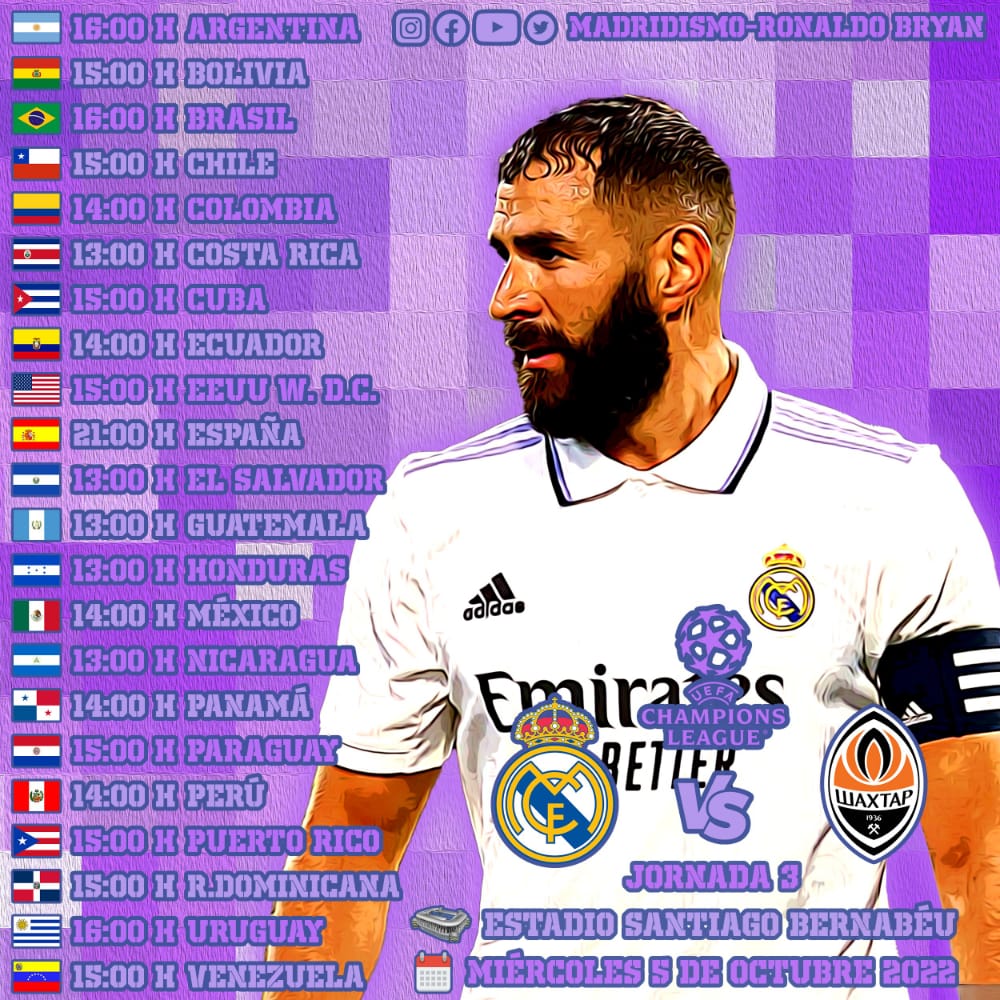 16:00 H ARGENTINA
MADRIDISMO-RONALDO BRYAN
15:00 H BOLIVIA
16:00 H BRASIL
15:00 H CHILE
14:00 H COLOMBIA
13:00 H COSTA RICA
15:00 H CUBA
14:00 H ECUADOR
15:00 H EEUU W. D.C.
21:00 H ESPAÑA
13:00 H EL SALVADOR
13:00 H GUATEMALA
13:00 H HONDURAS
14:00 H MÉXICO
13:00 H NICARAGUA
14:00 H PANAMÁ
15:00 H PARAGUAY
14:00 H PERÚ
15:00 H PUERTO RICO
15:00 H R.DOMINICANA
16:00 H URUGUAY
15:00 H VENEZUELA
adidas
Emirates
BETTER
UEFA
CHAMPIONS
LEAGUE
VS
ШАХТАР
1936
JORNADA 3
ESTADIO SANTIAGO BERNABÉU
MIÉRCOLES 5 DE OCTUBRE 2022